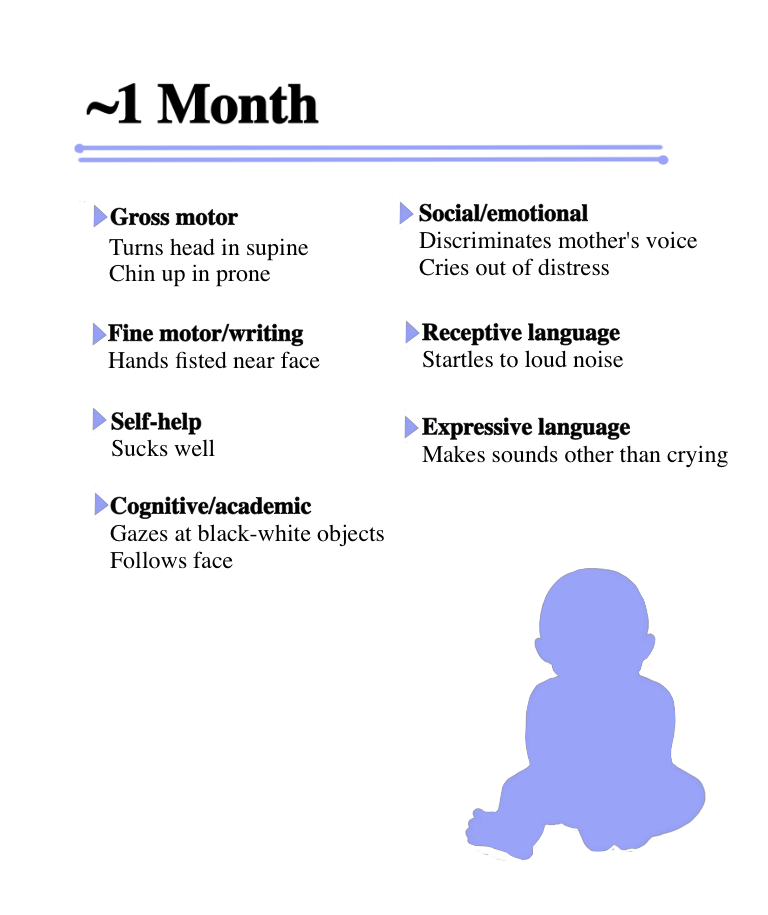 ~1 Month
Gross motor
Turns head in supine
Chin up in prone
Fine motor/writing
Hands fisted near face
Self-help
Sucks well
Cognitive/academic
Gazes at black-white objects
Follows face
Social/emotional
Discriminates mother's voice
Cries out of distress
Receptive language
Startles to loud noise
Expressive language
Makes sounds other than crying